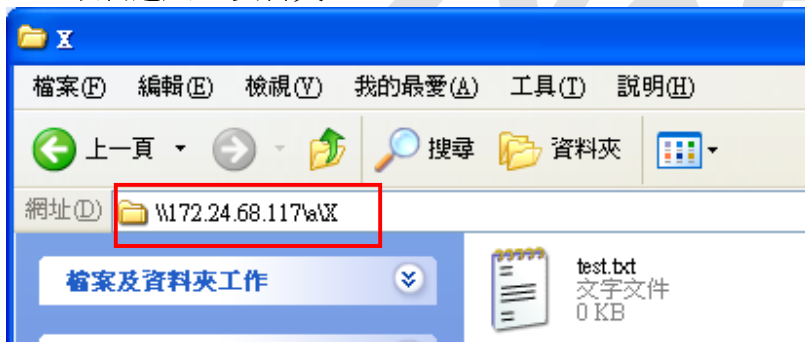 X
檔案(F) 編輯(E) 檢視(V) 我的最愛(A) 工具(T) 說明(H)
上一頁 搜尋 資料夾
網址(D) \\172.24.68.117\a\X
檔案及資料夾工作
test.txt
文字文件
0 KB